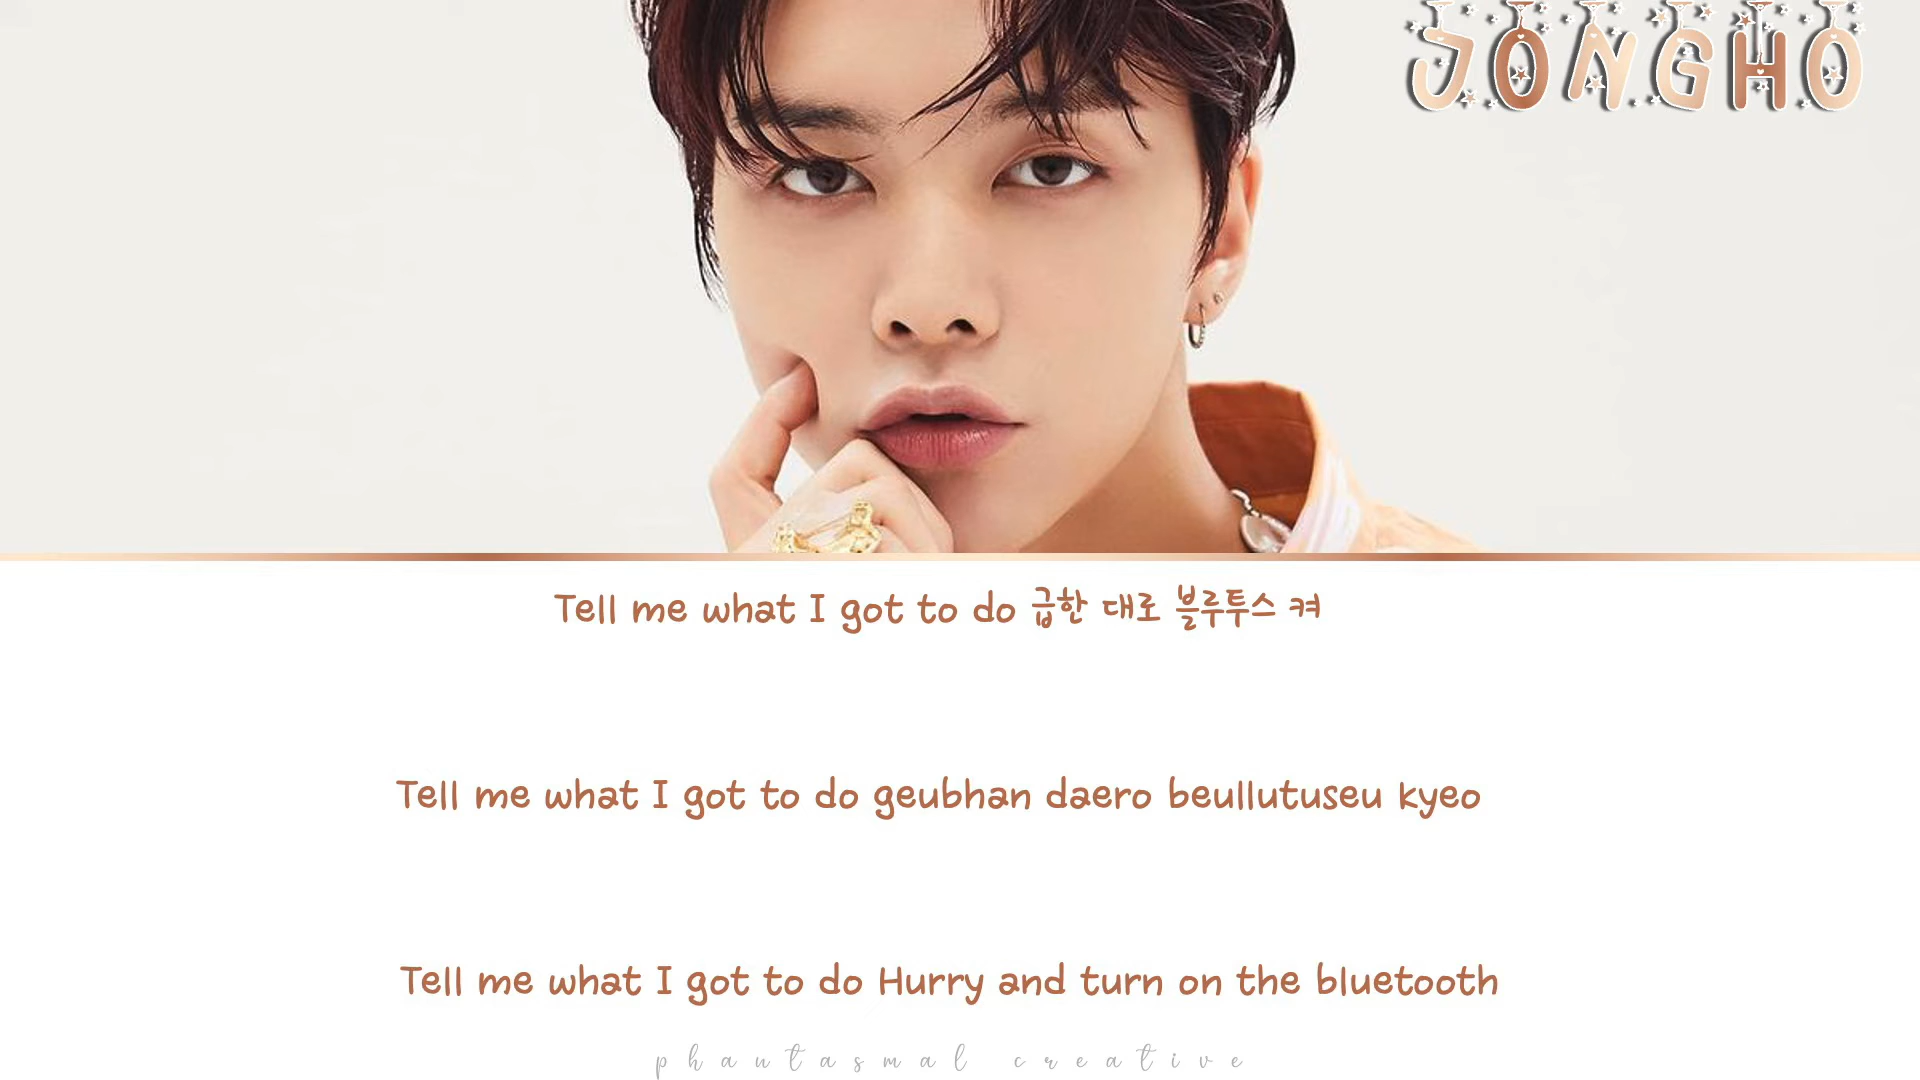 JONGHO
Tell me what I got to do 급한 대로 블루투스 켜
Tell me what I got to do geubhan daero beullutuseu kyeo
Tell me what I got to do Hurry and turn on the bluetooth
phautasmal creative